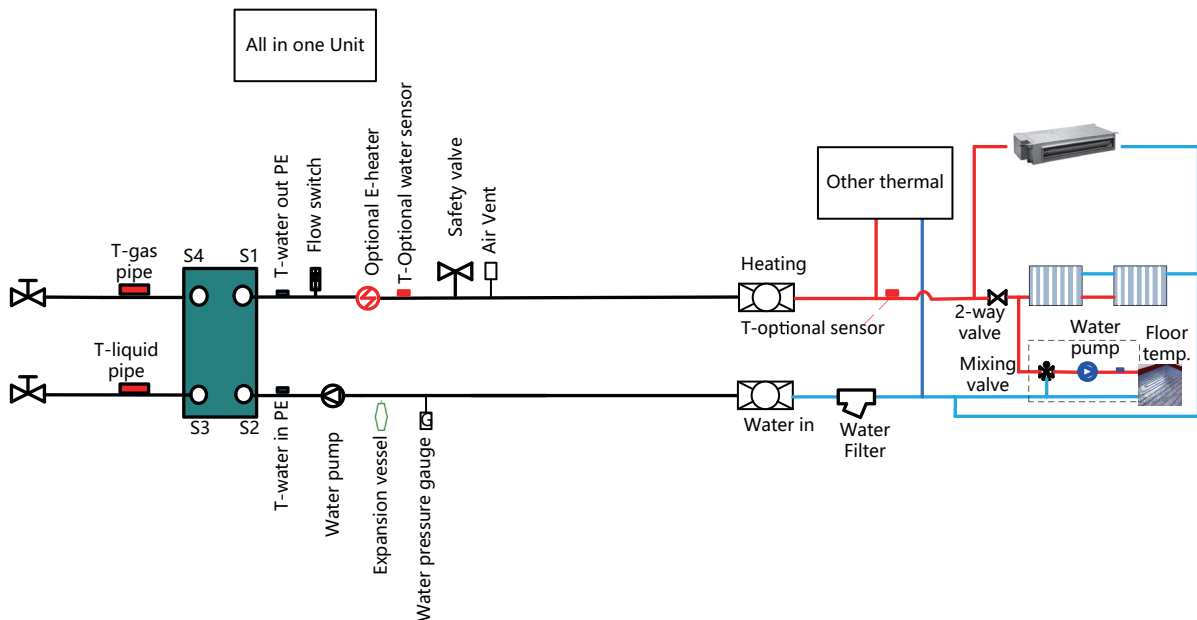 All in one Unit
T-water out PE
Flow switch
Optional E-heater
T-Optional water sensor
Safety valve
Air Vent
Other thermal
T-gas
pipe
S4
S1
Heating
T-optional sensor
2-way
valve
T-liquid
pipe
Mixing
valve
Water
pump
Floor
temp.
S3
S2
T-water in PE
Water pump
Expansion vessel
Water pressure gauge
G
Water in
Water
Filter